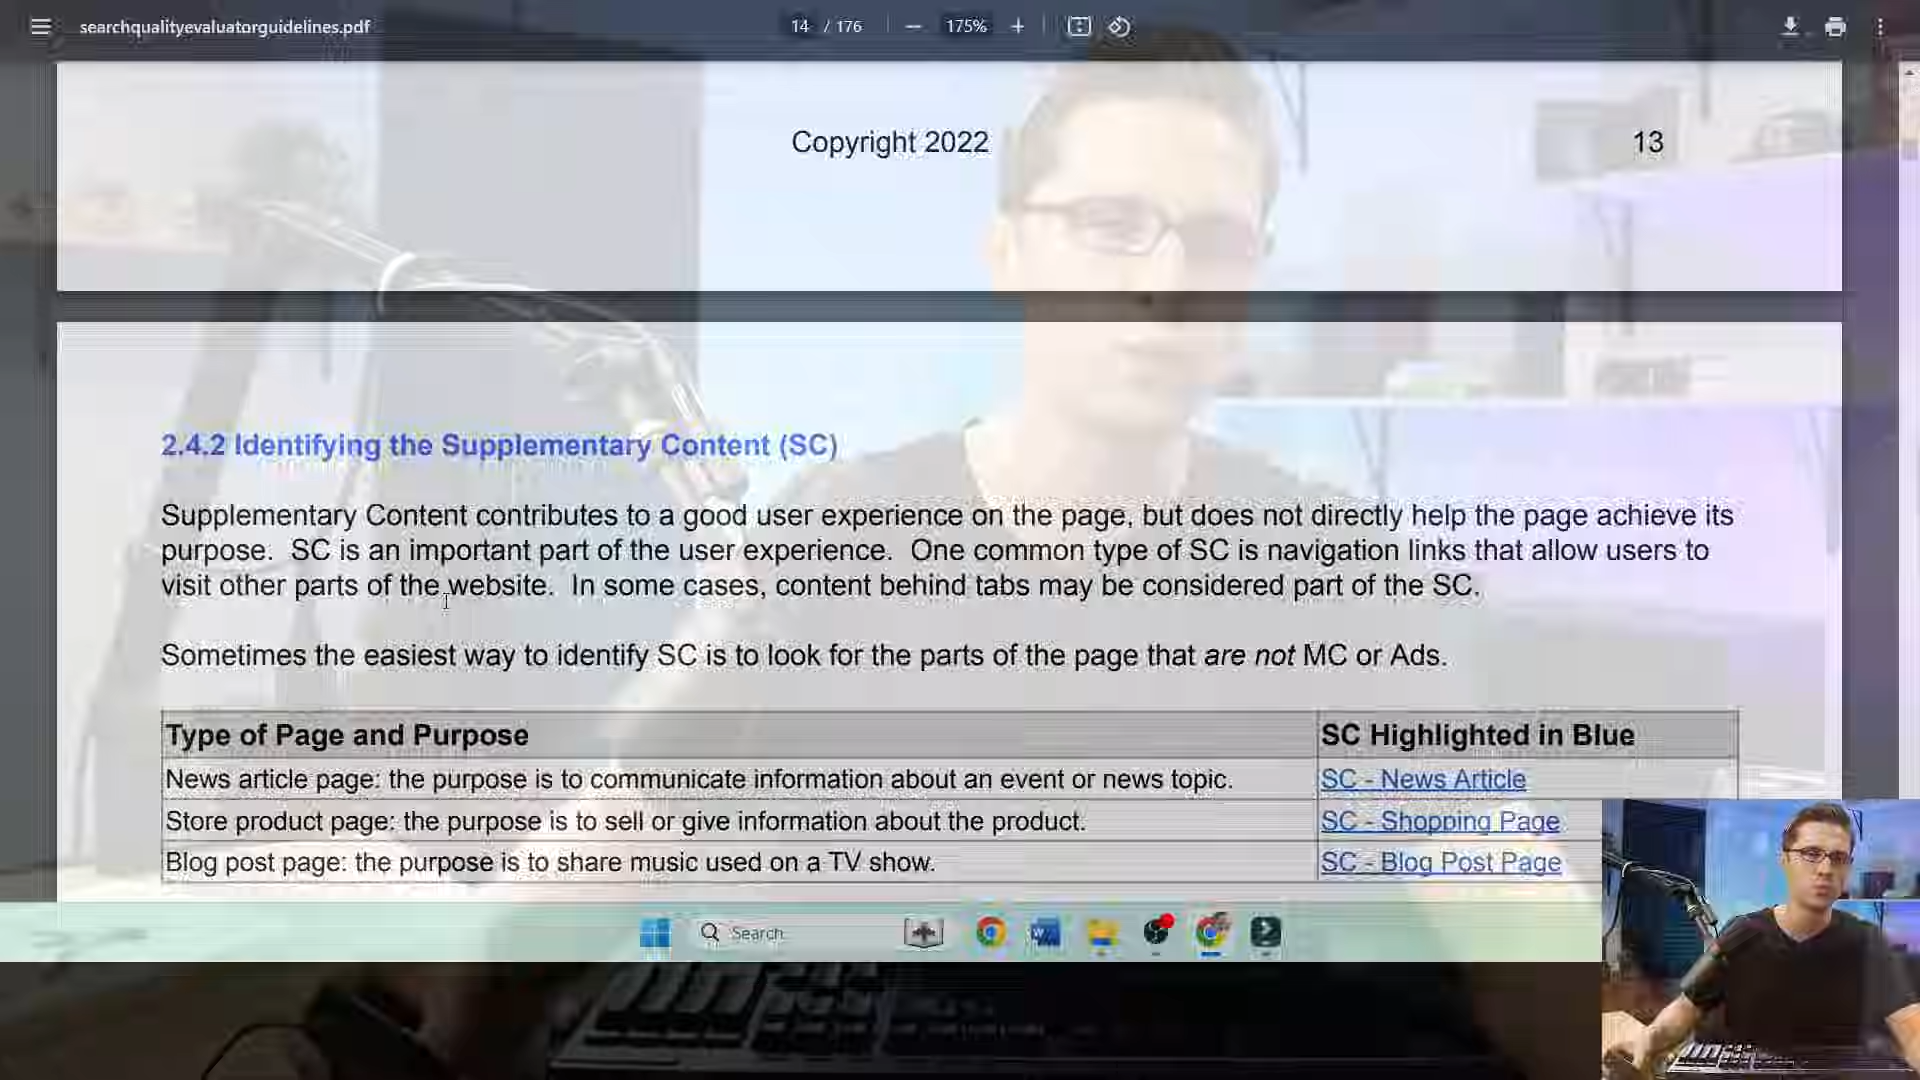 searchqualityevaluatorguidelines.pdf
14 / 176
175%
Copyright 2022
13
2.4.2 Identifying the Supplementary Content (SC)
Supplementary Content contributes to a good user experience on the page, but does not directly help the page achieve its
purpose. SC is an important part of the user experience. One common type of SC is navigation links that allow users to
visit other parts of the website. In some cases, content behind tabs may be considered part of the SC.
Sometimes the easiest way to identify SC is to look for the parts of the page that are not MC or Ads.
Type of Page and Purpose
SC Highlighted in Blue
News article page: the purpose is to communicate information about an event or news topic.
SC - News Article
Store product page: the purpose is to sell or give information about the product.
SC - Shopping Page
Blog post page: the purpose is to share music used on a TV show.
SC - Blog Post Page
Search